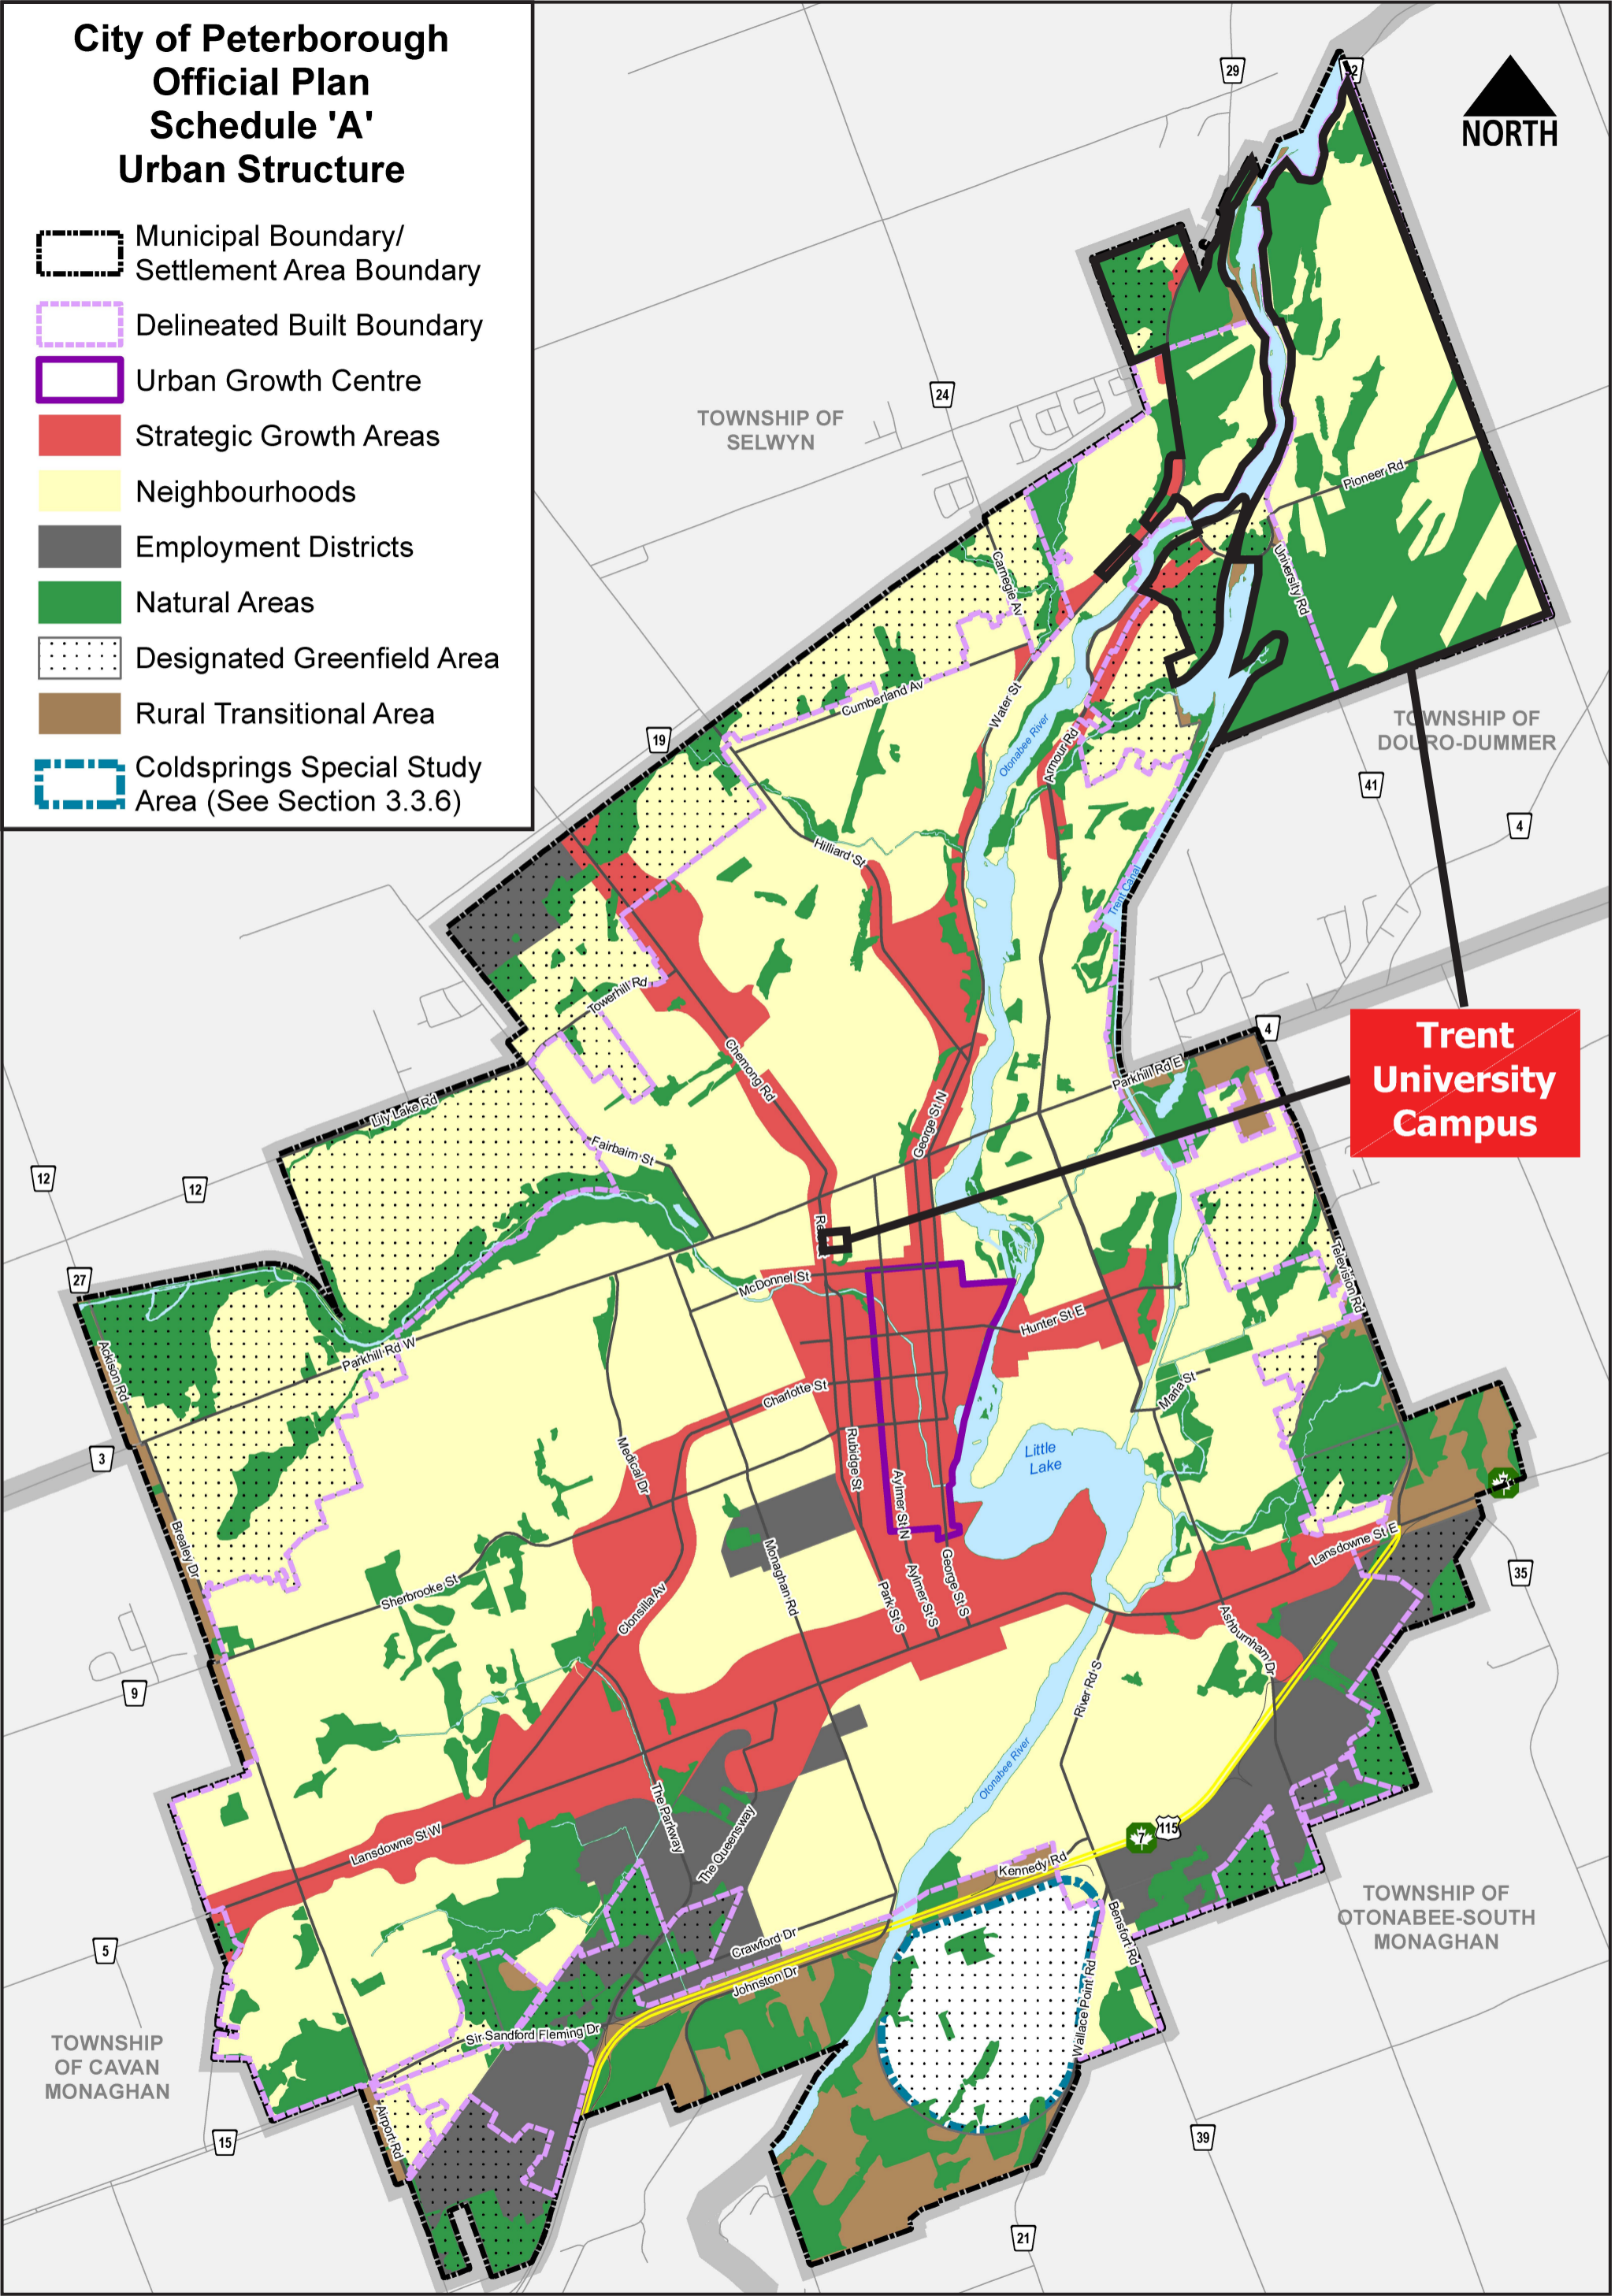 City of Peterborough
Official Plan
Schedule 'A'
Urban Structure
Municipal Boundary/
Settlement Area Boundary
Delineated Built Boundary
Urban Growth Centre
Strategic Growth Areas
Neighbourhoods
Employment Districts
Natural Areas
Designated Greenfield Area
Rural Transitional Area
Coldsprings Special Study
Area (See Section 3.3.6)
NORTH
29
24
TOWNSHIP OF
SELWYN
Pioneer Rd
University Rd
Carnegie Av
Cumberland Av
Water St
Otonabee River
Armour Rd
TOWNSHIP OF
DOURO-DUMMER
19
41
4
Hilliard St
Trent Canal
Towerhill Rd
Chemong Rd
4
Trent
University
Campus
Parkhill Rd E
George St N
Lily Lake Rd
Fairbairn St
12
12
27
McDonnel St
Television Rd
Hunter St E
Parkhill Rd W
Ackison Rd
Charlotte St
Maria St
3
Medical Dr
Rubidge St
Little
Lake
Aylmer St N
7
Brealey Dr
Monaghan Rd
Lansdowne St E
35
Sherbrooke St
Clonsilla Av
Park St S
Aylmer St S
George St S
Ashburnham Dr
9
River Rd S
Otonabee River
The Parkway
The Queensway
Lansdowne St W
7
115
Kennedy Rd
TOWNSHIP OF
OTONABEE-SOUTH
MONAGHAN
5
Crawford Dr
Johnston Dr
Bensfort Rd
Wallace Point Rd
Sir Sandford Fleming Dr
TOWNSHIP
OF CAVAN
MONAGHAN
Airport Rd
15
39
21